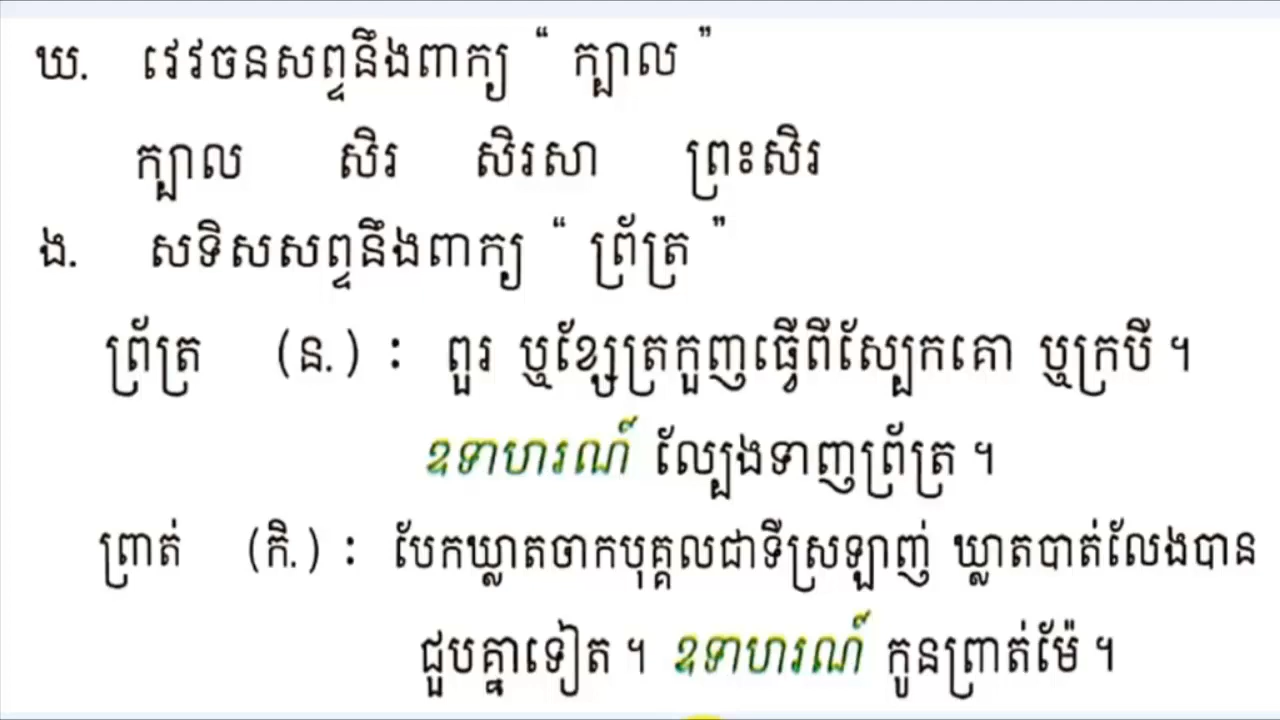 ឃ. វេវចនសព្ទនឹងពាក្យ “ ក្បាល ”
ក្បាល សិរ សិរសា ព្រះសិរ
ង. សទិសសព្ទនឹងពាក្យ “ ព្រ័ត្រ ”
ព្រ័ត្រ (ន.) : ពួរ ឬខ្សែត្រកួញធ្វើពីស្បែកគោ ឬក្របី ។
ឧទាហរណ៍ ល្បែងទាញព្រ័ត្រ ។
ព្រាត់ (កិ.) : បែកឃ្លាតចាកបុគ្គលជាទីស្រឡាញ់ ឃ្លាតបាត់លែងបាន
ជួបគ្នាទៀត ។ ឧទាហរណ៍ កូនព្រាត់ម៉ែ ។